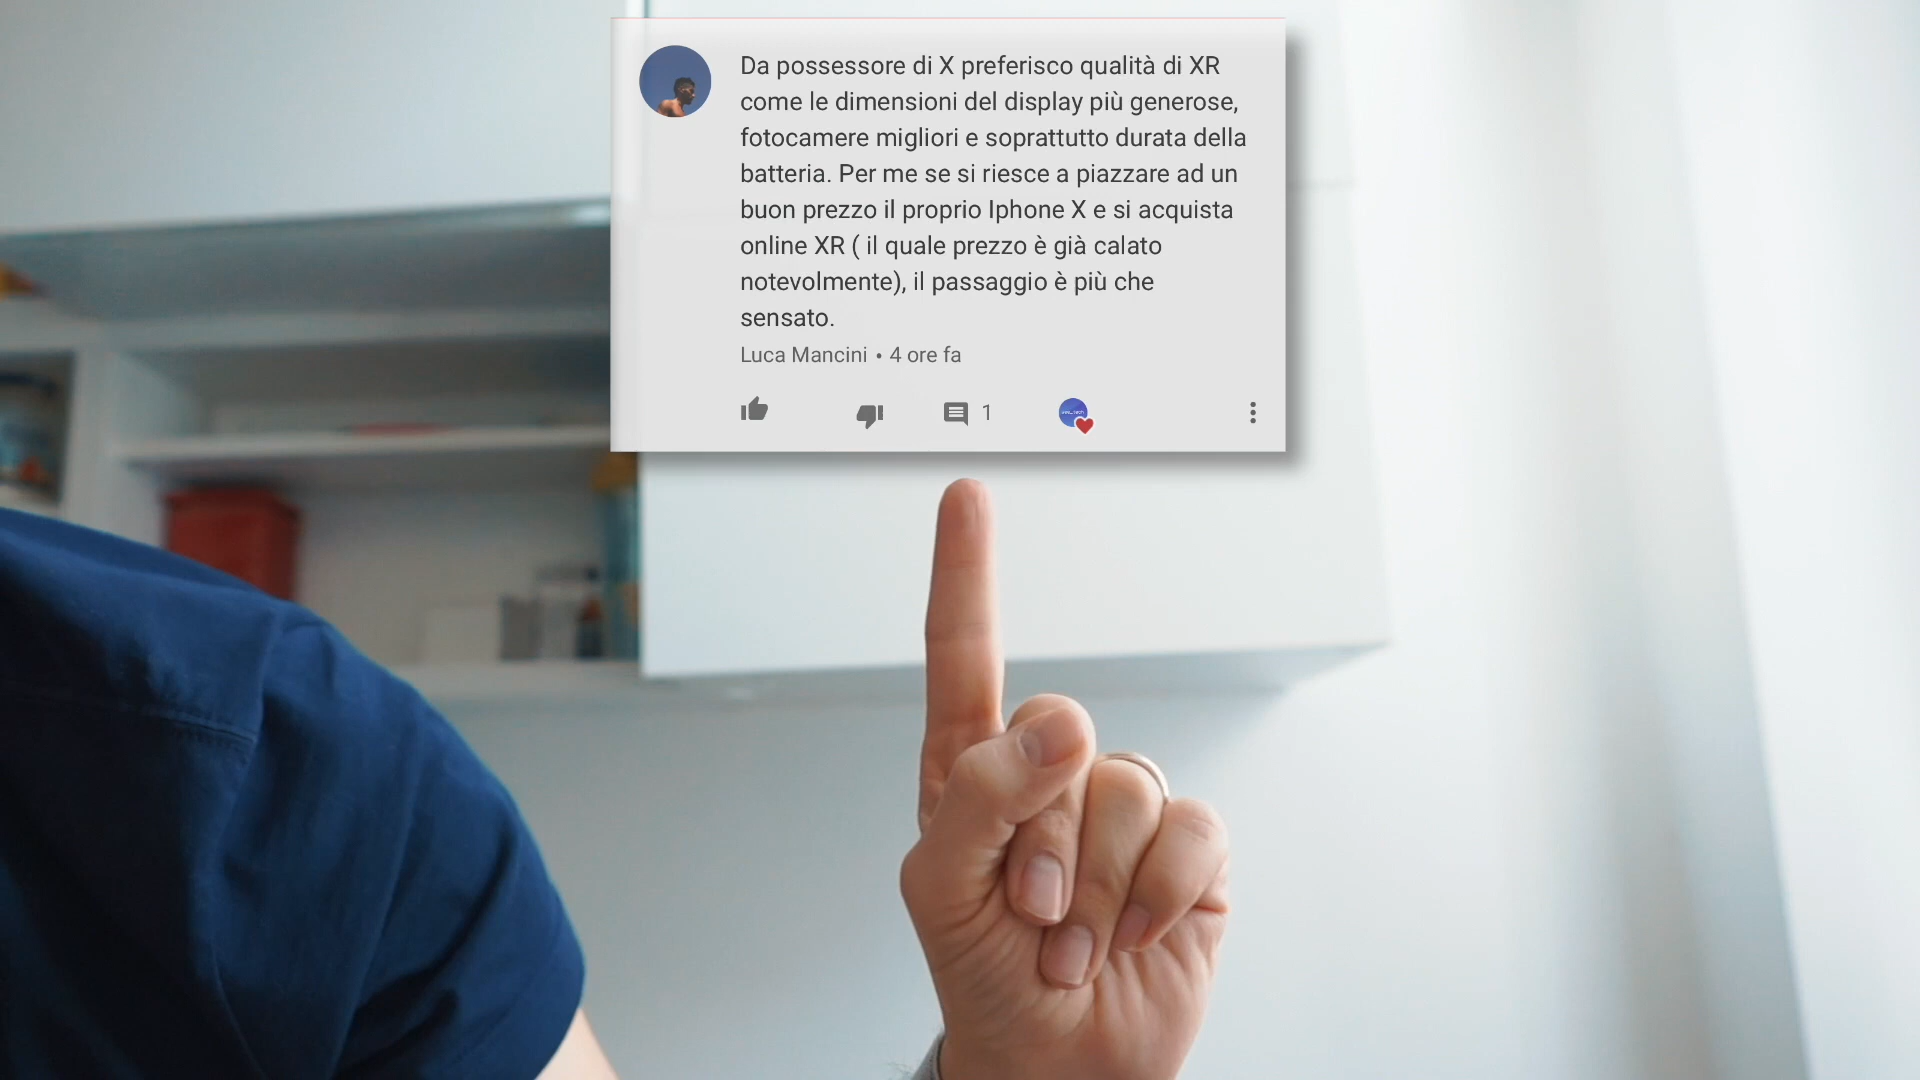 Da possessore di X preferisco qualità di XR
come le dimensioni del display più generose,
fotocamere migliori e soprattutto durata della
batteria. Per me se si riesce a piazzare ad un
buon prezzo il proprio Iphone X e si acquista
online XR ( il quale prezzo è già calato
notevolmente), il passaggio è più che
sensato.
Luca Mancini • 4 ore fa
1